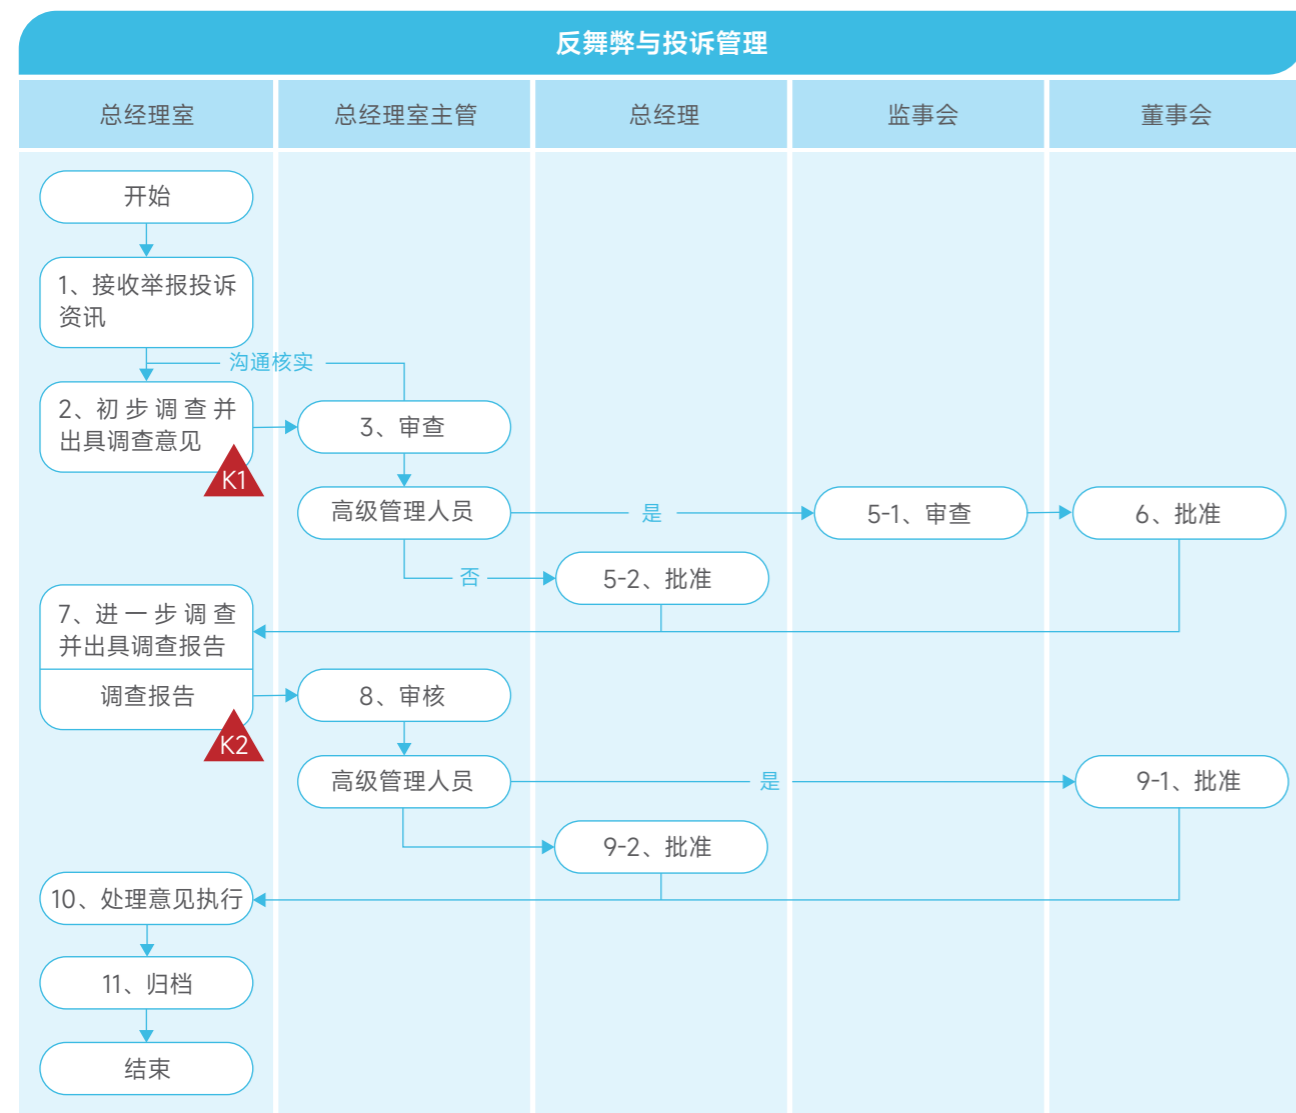 反舞弊与投诉管理
总经理室
总经理室主管
总经理
监事会
董事会
开始
1、接收举报投诉
资讯
沟通核实
2、初步调查并
出具调查意见
K1
3、审查
高级管理人员
是
5-1、审查
6、批准
否
5-2、批准
7、进一步调查
并出具调查报告
调查报告
K2
8、审核
高级管理人员
是
9-1、批准
9-2、批准
10、处理意见执行
11、归档
结束